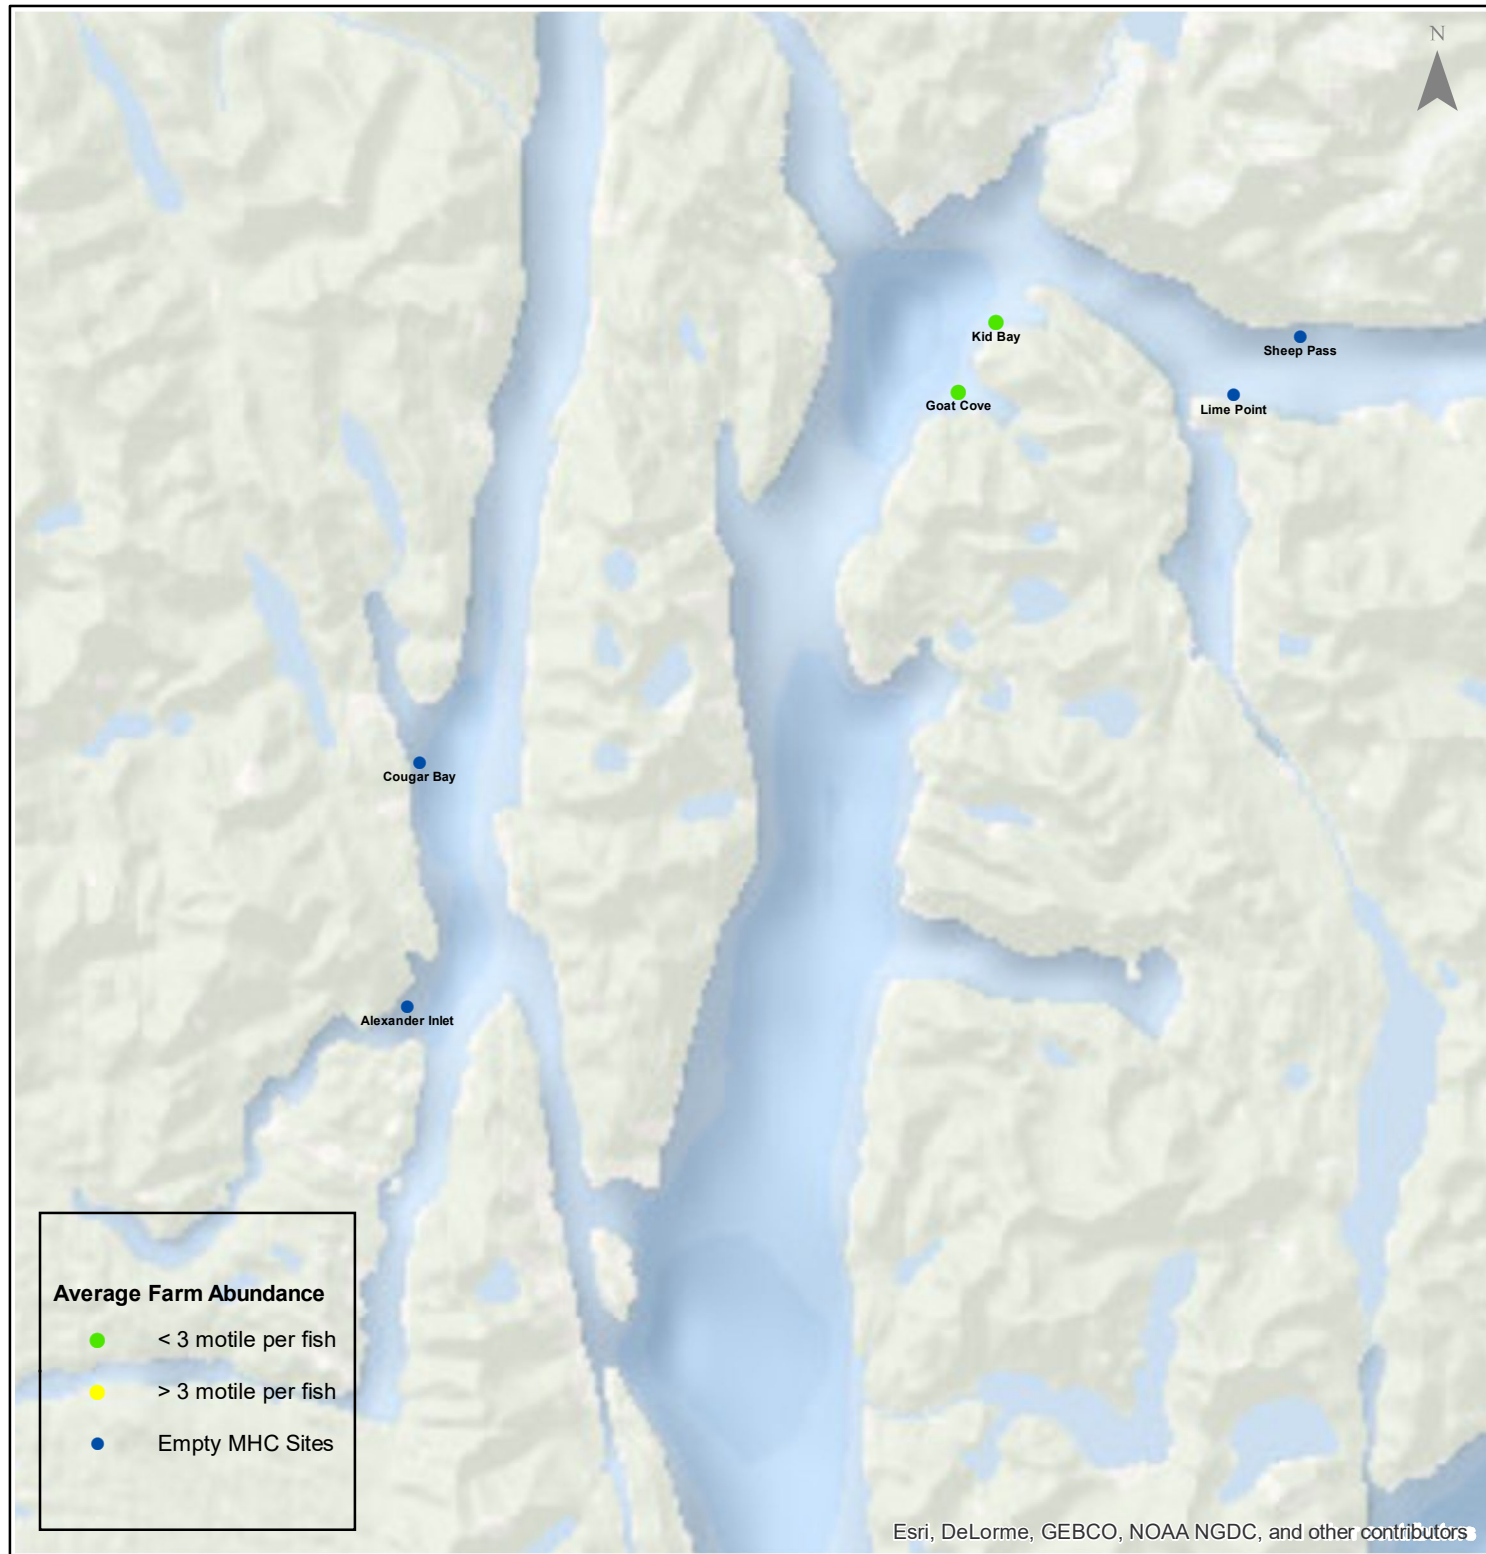 N
Kid Bay
Sheep Pass
Goat Cove
Lime Point
Cougar Bay
Alexander Inlet
Average Farm Abundance
< 3 motile per fish
> 3 motile per fish
Empty MHC Sites
Esri, DeLorme, GEBCO, NOAA NGDC, and other contributors